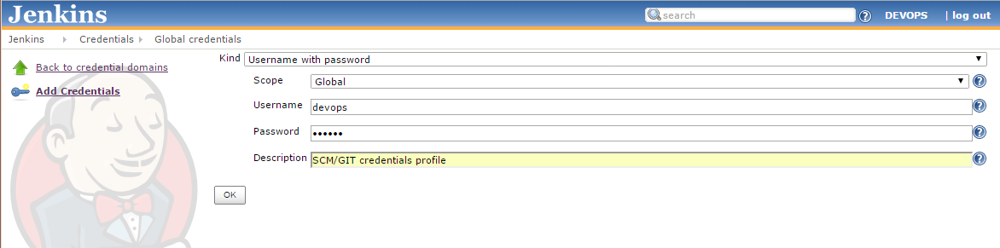 Jenkins
search
DEVOPS
| log out
Jenkins
Credentials
Global credentials
Back to credential domains
Add Credentials
Kind
Username with password
Scope
Global
Username
devops
Password
••••••
Description
SCM/GIT credentials profile
OK